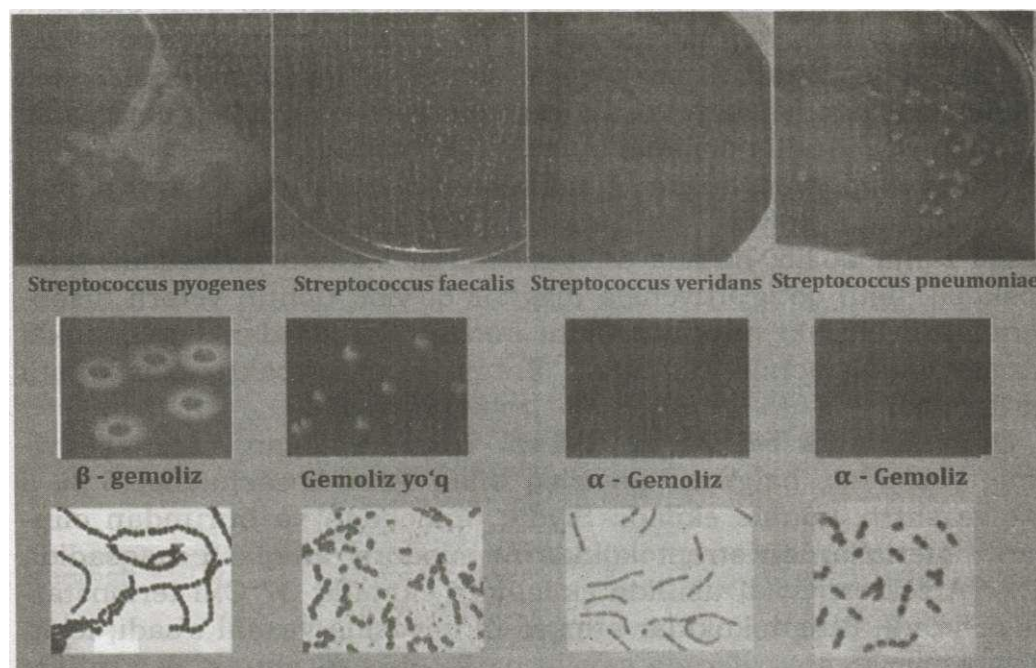 Streptococcus pyogenes Streptococcus faecalis Streptococcus veridans Streptococcus pneumoniae
β - gemoliz Gemoliz yo‘q α - Gemoliz α - Gemoliz